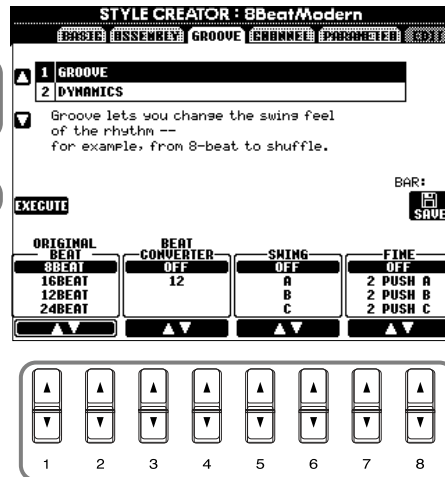 STYLE CREATOR : 8BeatModern
BASIC ASSEMBLY GROOVE CHANNEL PARAMETER EDIT
1 GROOVE
2 DYNAMICS
Groove lets you change the swing feel
of the rhythm --
for example, from 8-beat to shuffle.
BAR:
EXECUTE
SAVE
ORIGINAL BEAT BEAT CONVERTER SWING FINE
8BEAT OFF OFF OFF
16BEAT 12 A 2 PUSH A
12BEAT B 2 PUSH B
24BEAT C 2 PUSH C
1 2 3 4 5 6 7 8